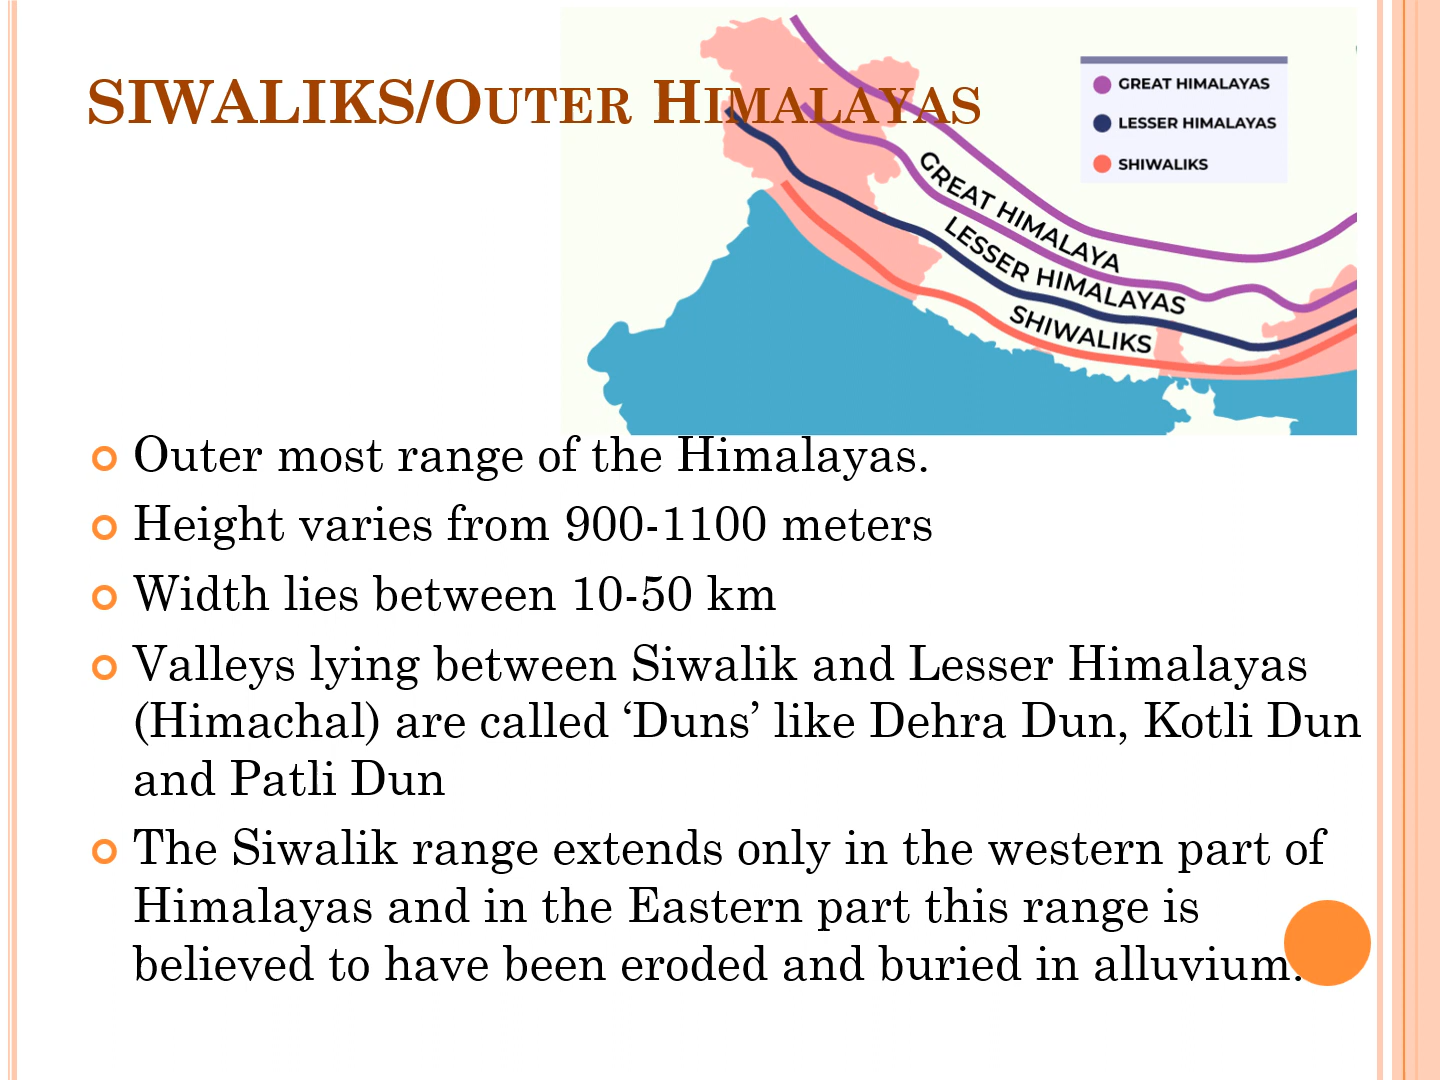 SIWALIKS/OUTER HIMALAYAS
GREAT HIMALAYAS
LESSER HIMALAYAS
SHIWALIKS
GREAT HIMALAYA
LESSER HIMALAYAS
SHIWALIKS
Outer most range of the Himalayas.
Height varies from 900-1100 meters
Width lies between 10-50 km
Valleys lying between Siwalik and Lesser Himalayas
(Himachal) are called ‘Duns’ like Dehra Dun, Kotli Dun
and Patli Dun
The Siwalik range extends only in the western part of
Himalayas and in the Eastern part this range is
believed to have been eroded and buried in alluvium.